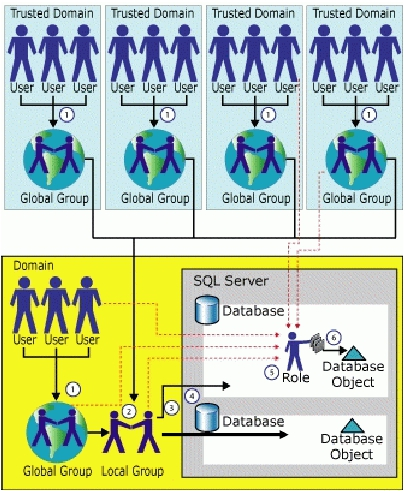 Trusted Domain Trusted Domain Trusted Domain Trusted Domain
User User User User User User User User User User User User
1 1 1 1
Global Group Global Group Global Group Global Group
Domain
SQL Server
Database
User User User
6
1
5 Role Database Object
4
2 3
Database
Global Group Local Group
Database Object